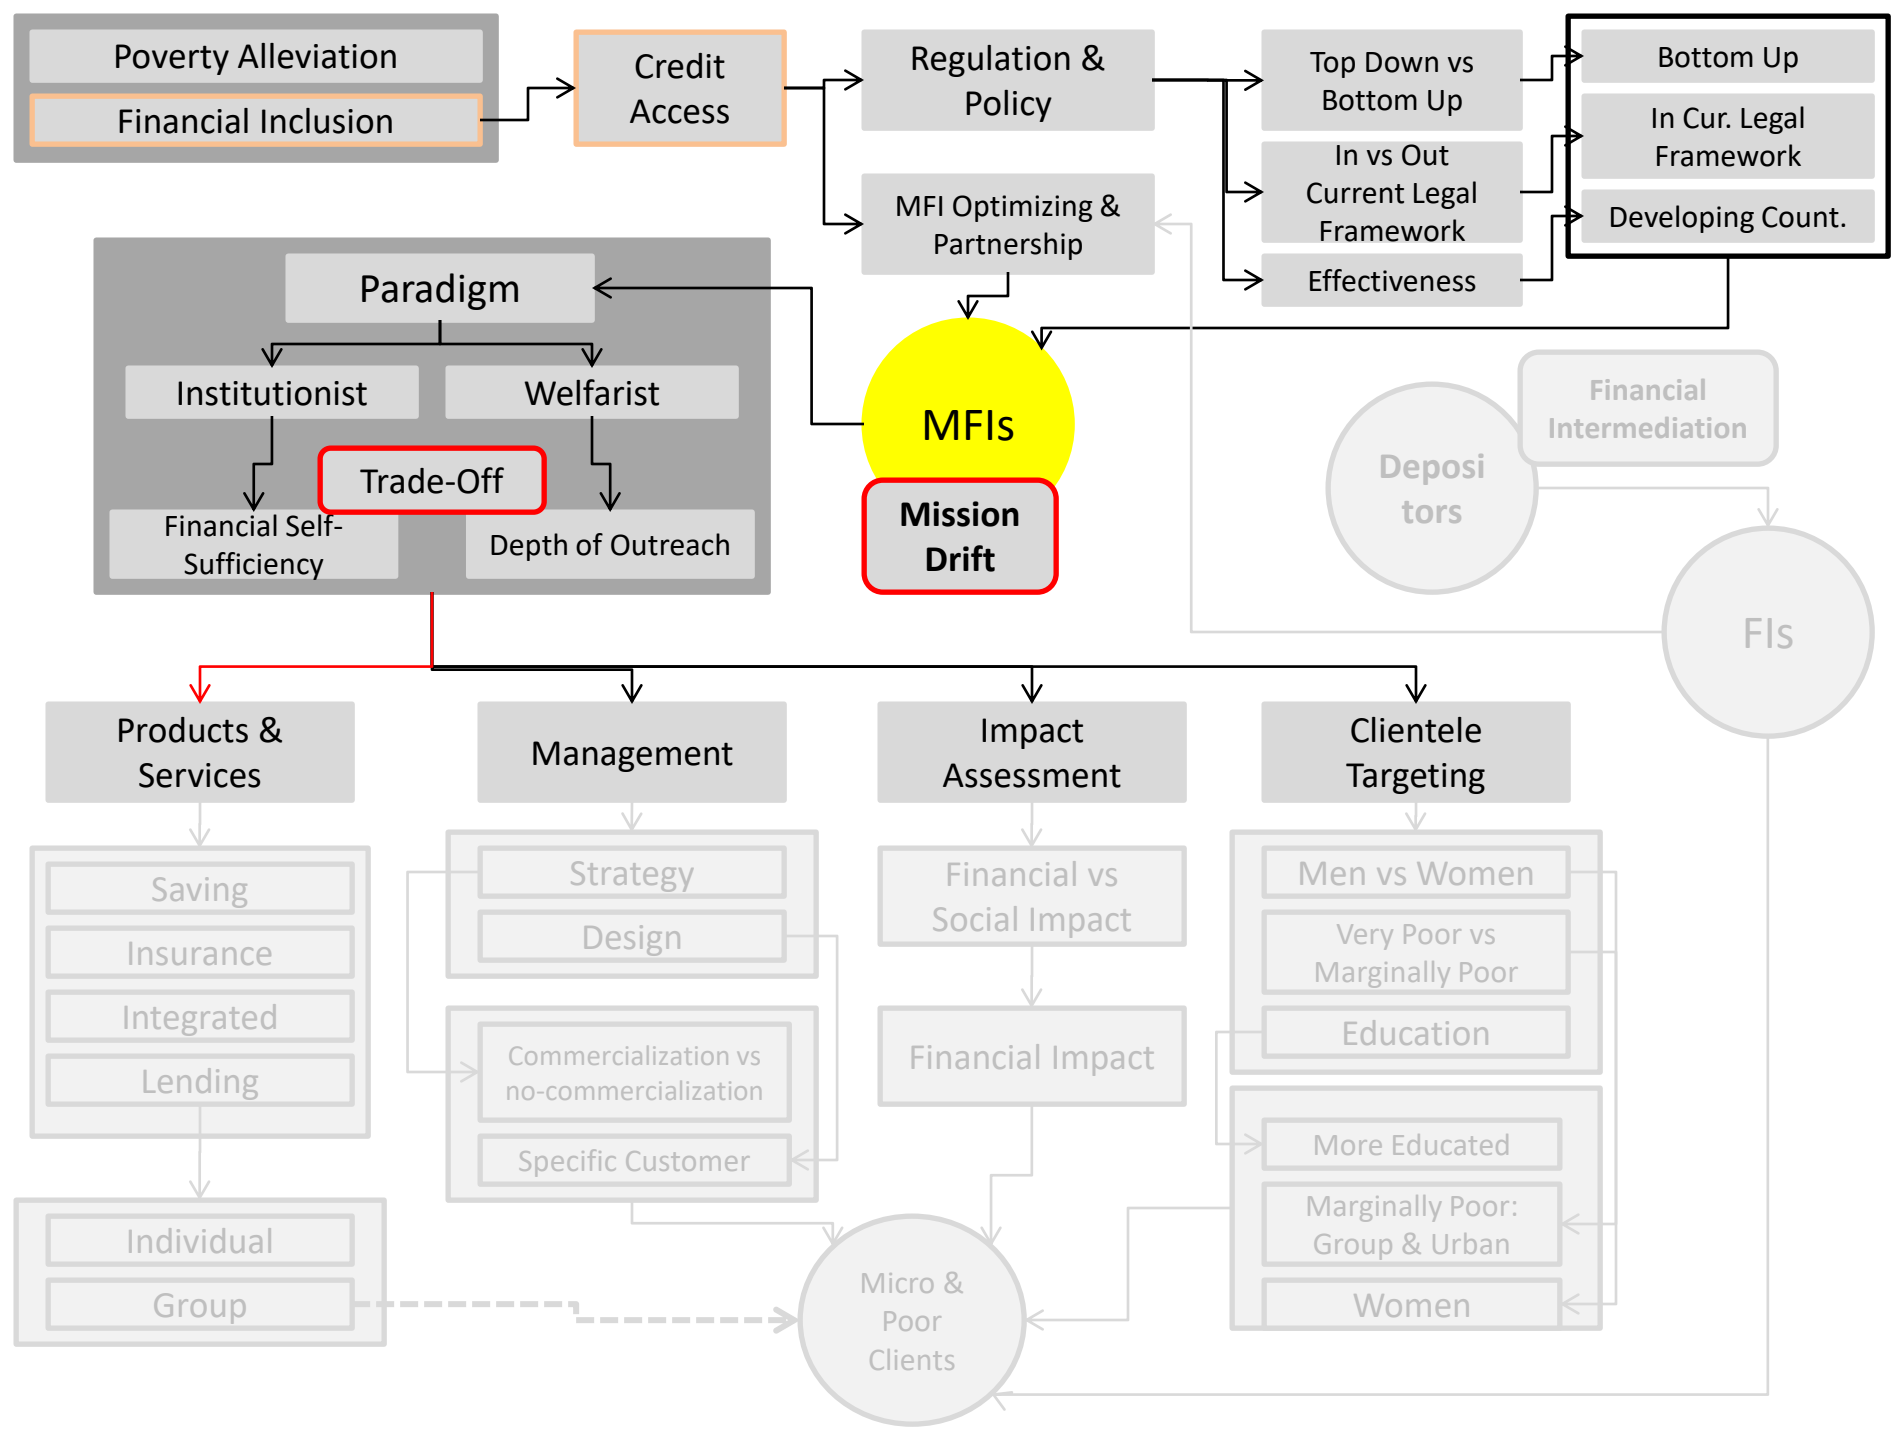 Poverty Alleviation
Financial Inclusion
Credit
Access
Regulation &
Policy
MFI Optimizing &
Partnership
Top Down vs
Bottom Up
In vs Out
Current Legal
Framework
Effectiveness
Bottom Up
In Cur. Legal
Framework
Developing Count.
Paradigm
Institutionist
Welfarist
Trade-Off
Financial Self-
Sufficiency
Depth of Outreach
MFIs
Mission
Drift
Financial
Intermediation
Deposi
tors
FIs
Products &
Services
Management
Impact
Assessment
Clientele
Targeting
Saving
Insurance
Integrated
Lending
Individual
Group
Strategy
Design
Commercialization vs
no-commercialization
Specific Customer
Financial vs
Social Impact
Financial Impact
Men vs Women
Very Poor vs
Marginally Poor
Education
More Educated
Marginally Poor:
Group & Urban
Women
Micro &
Poor
Clients